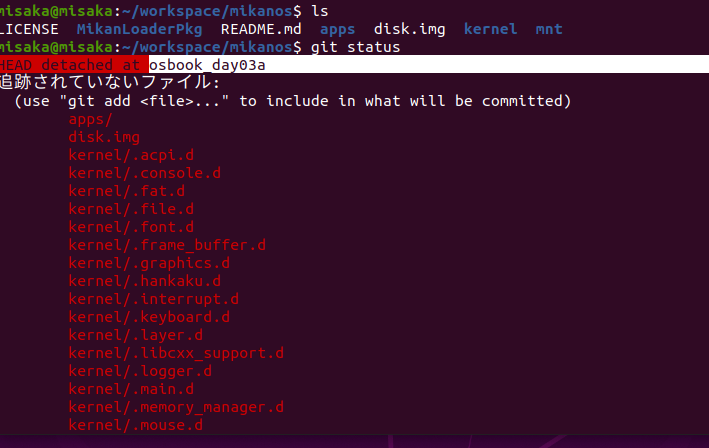 misaka@misaka:~/workspace/mikanos$ ls
LICENSE MikanLoaderPkg README.md apps disk.img kernel mnt
misaka@misaka:~/workspace/mikanos$ git status
HEAD detached at osbook_day03a
追跡されていないファイル:
(use "git add <file>..." to include in what will be committed)
apps/
disk.img
kernel/.acpi.d
kernel/.console.d
kernel/.fat.d
kernel/.file.d
kernel/.font.d
kernel/.frame_buffer.d
kernel/.graphics.d
kernel/.hankaku.d
kernel/.interrupt.d
kernel/.keyboard.d
kernel/.layer.d
kernel/.libcxx_support.d
kernel/.logger.d
kernel/.main.d
kernel/.memory_manager.d
kernel/.mouse.d